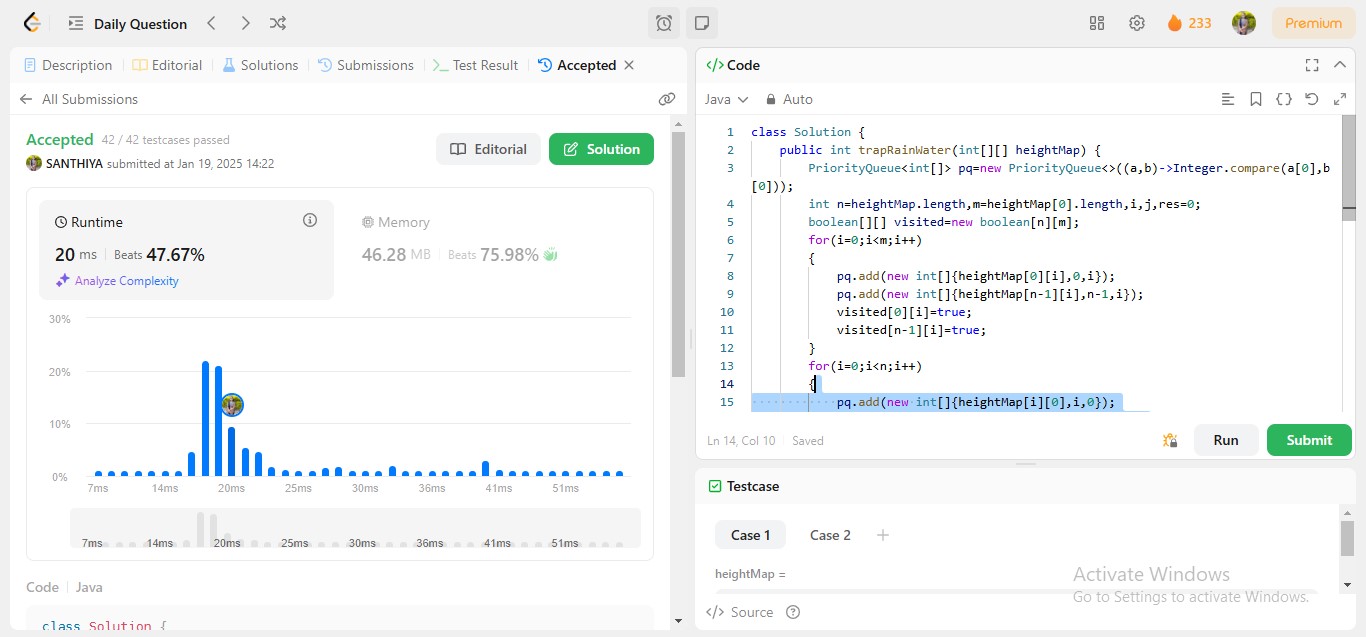 Daily Question
233
Premium
Description
Editorial
Solutions
Submissions
Test Result
Accepted
All Submissions
Accepted 42 / 42 testcases passed
SANTHIYA submitted at Jan 19, 2025 14:22
Editorial
Solution
Runtime
20 ms Beats 47.67%
Analyze Complexity
Memory
46.28 MB Beats 75.98%
30%
20%
10%
0%
7ms 14ms 20ms 25ms 30ms 36ms 41ms 51ms
7ms 14ms 20ms 25ms 30ms 36ms 41ms 51ms
Code Java
class Solution {
</> Code
Java Auto
1 class Solution {
2 public int trapRainWater(int[][] heightMap) {
3 PriorityQueue<int[]> pq=new PriorityQueue<>((a,b)->Integer.compare(a[0],b
[0]));
4 int n=heightMap.length,m=heightMap[0].length,i,j,res=0;
5 boolean[][] visited=new boolean[n][m];
6 for(i=0;i<m;i++)
7 {
8 pq.add(new int[]{heightMap[0][i],0,i});
9 pq.add(new int[]{heightMap[n-1][i],n-1,i});
10 visited[0][i]=true;
11 visited[n-1][i]=true;
12 }
13 for(i=0;i<n;i++)
14 {
15 pq.add(new int[]{heightMap[i][0],i,0});
Ln 14, Col 10 Saved
Run
Submit
Testcase
Case 1
Case 2
+
heightMap =
Activate Windows
Go to Settings to activate Windows.
</> Source